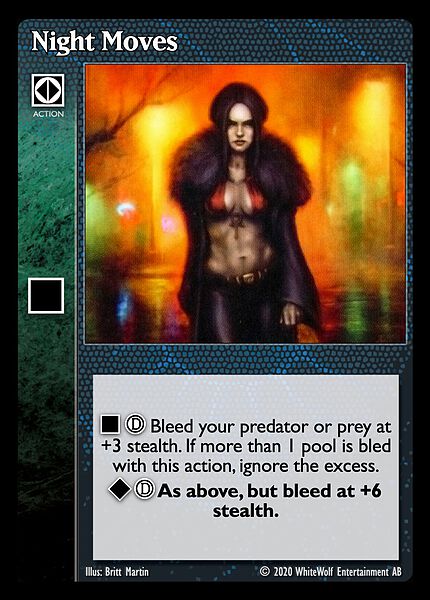 Night Moves
ACTION
D Bleed your predator or prey at
+3 stealth. If more than 1 pool is bled
with this action, ignore the excess.
D As above, but bleed at +6
stealth.
Illus: Britt Martin © 2020 WhiteWolf Entertainment AB